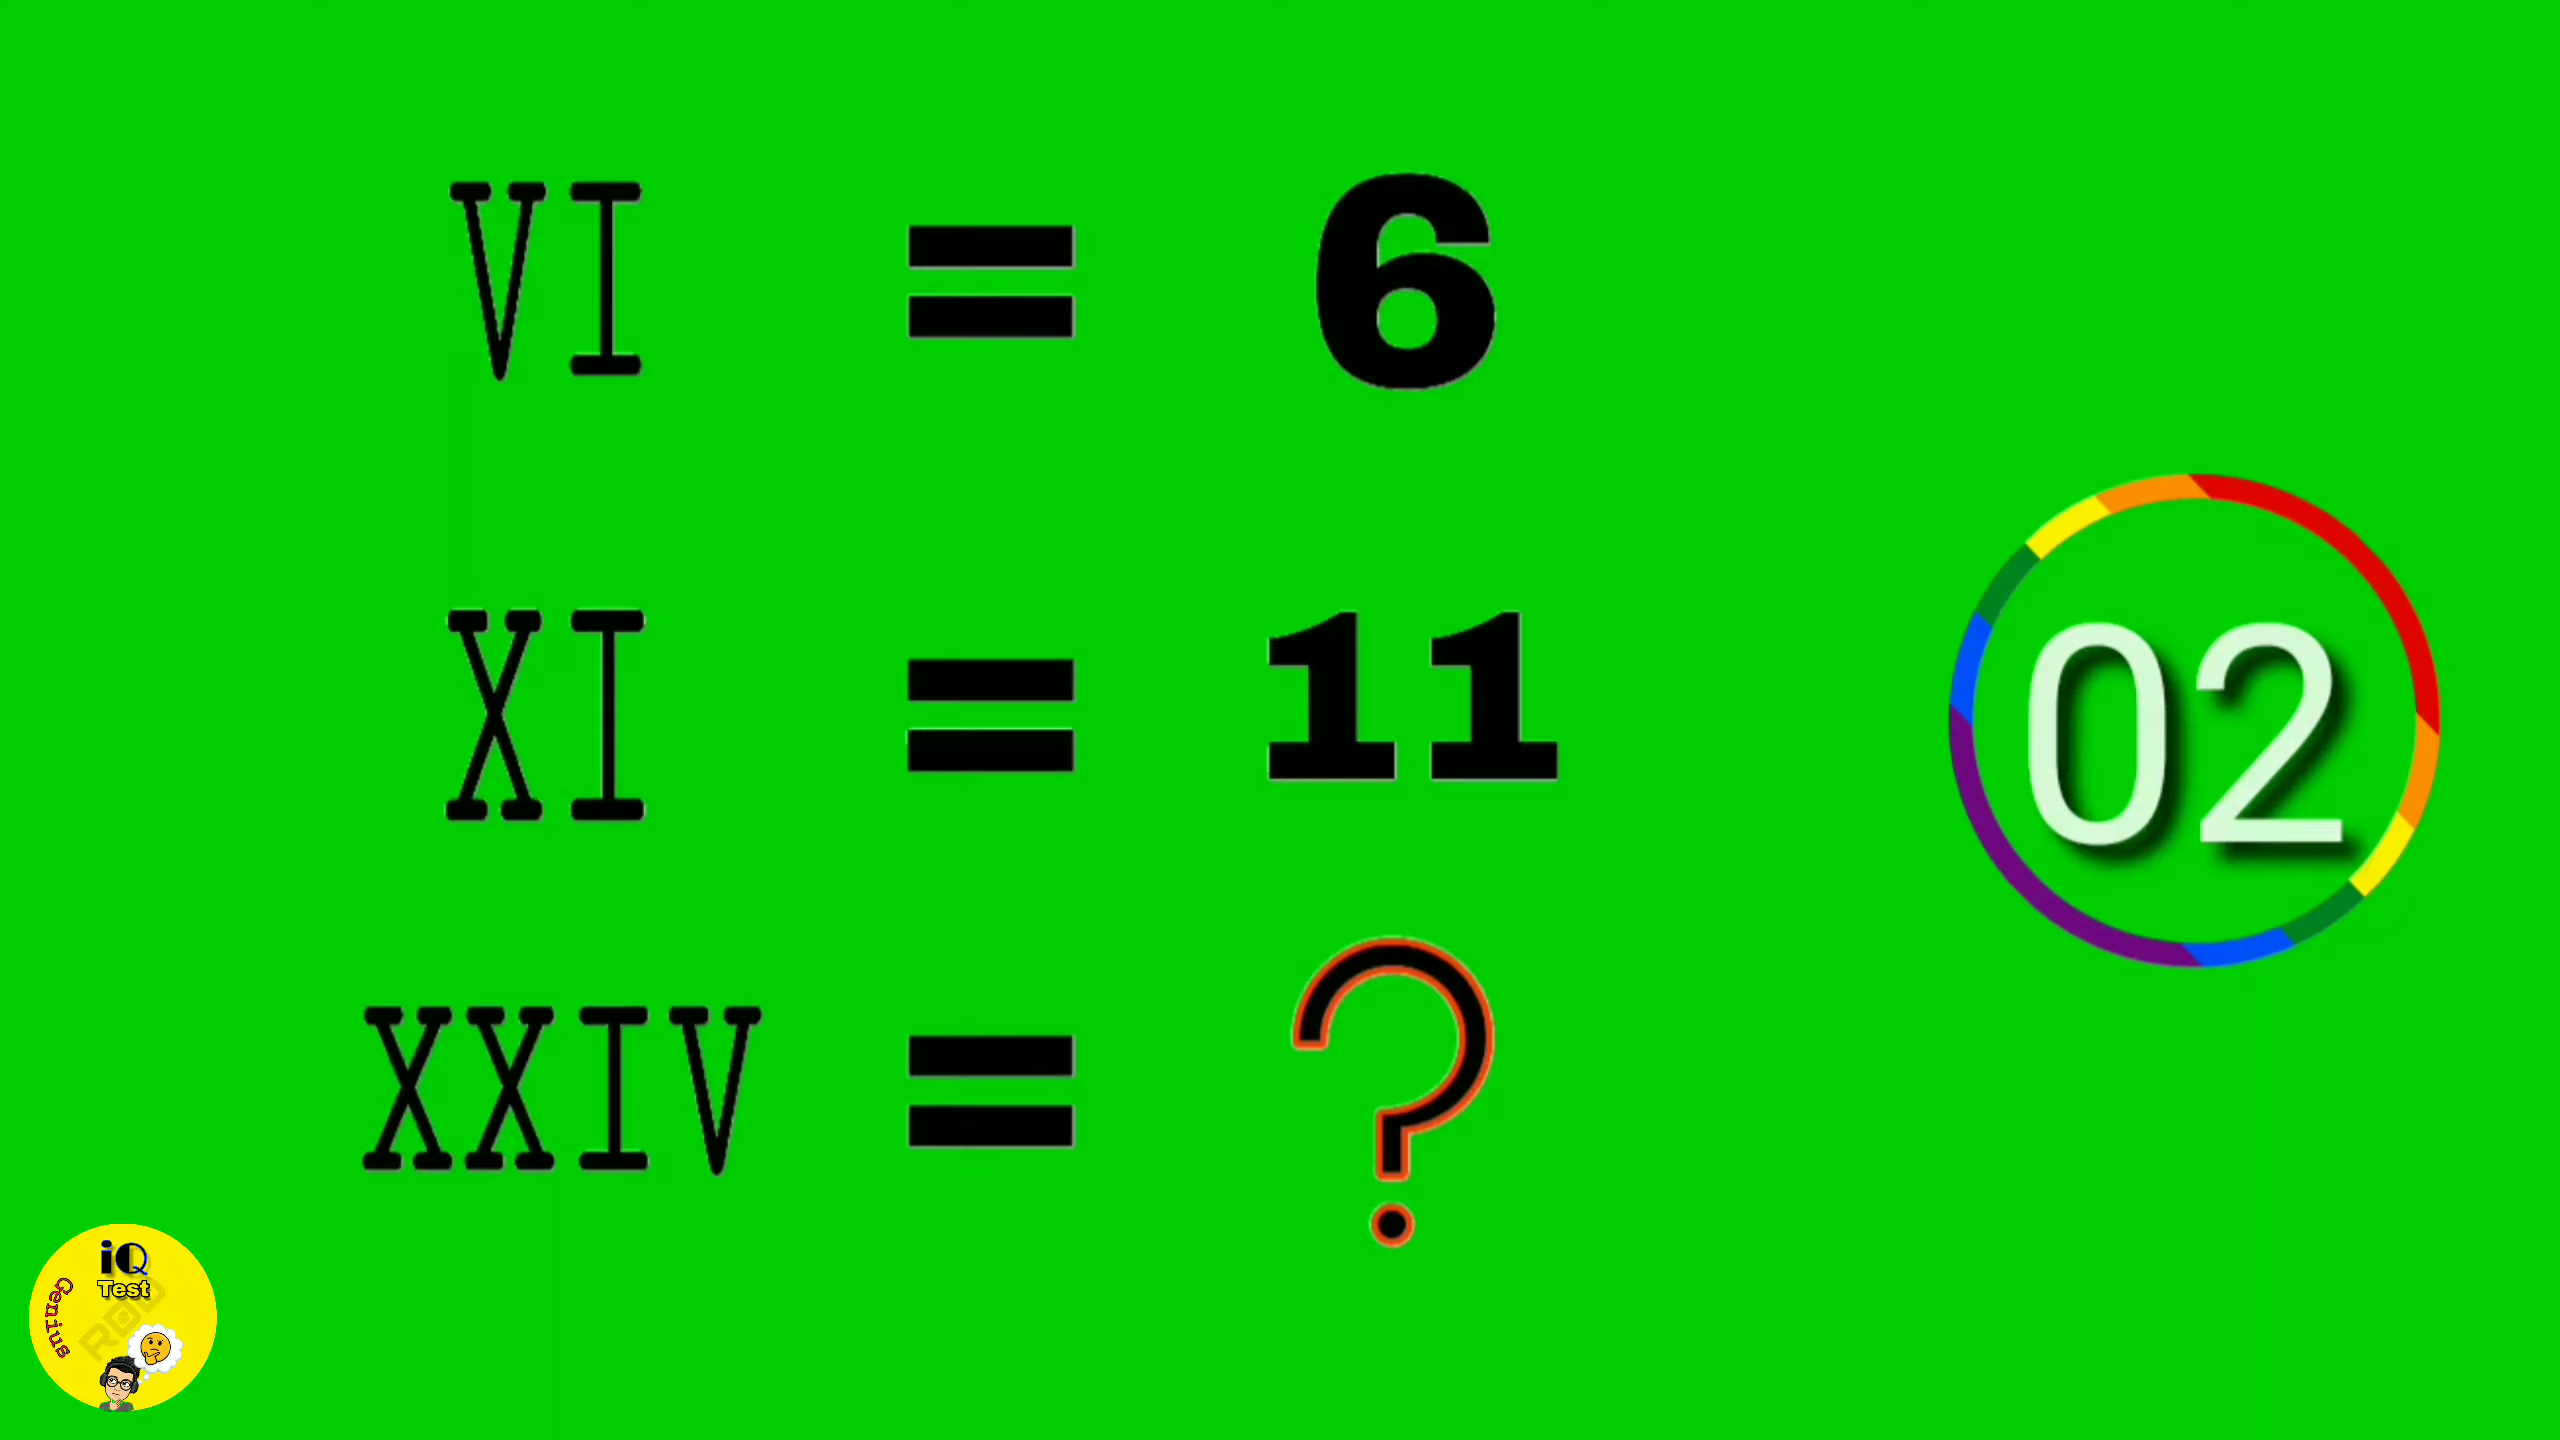 VI = 6
XI = 11
02
XXIV = ?
iQ
Test
Genius